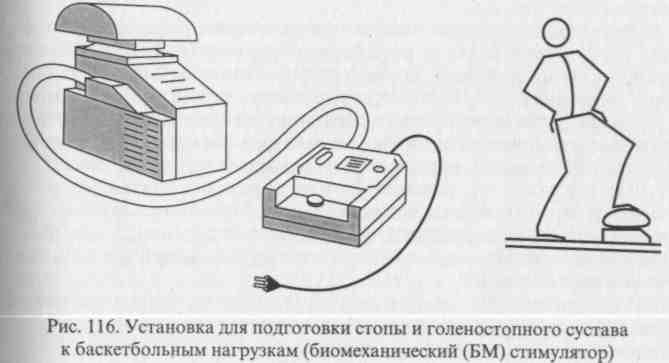 Рис. 116. Установка для подготовки стопы и голеностопного сустава
к баскетбольным нагрузкам (биомеханический (БМ) стимулятор)